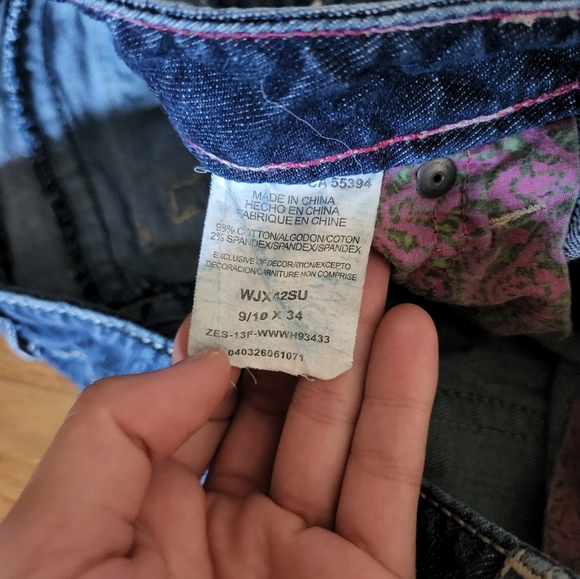 CA 55394
MADE IN CHINA
HECHO EN CHINA
FABRIQUE EN CHINE
COTTON/ALGODON/COTON
2% SPANDEX/SPANDEX/SPANDEX
EXCLUSIVE OF DECORATION/EXCEPTO
DECORACION/GARNITURE NON COMPRISE
WJX42SU
9/10 X 34
ZES-13F-WWWH93433
040326061071